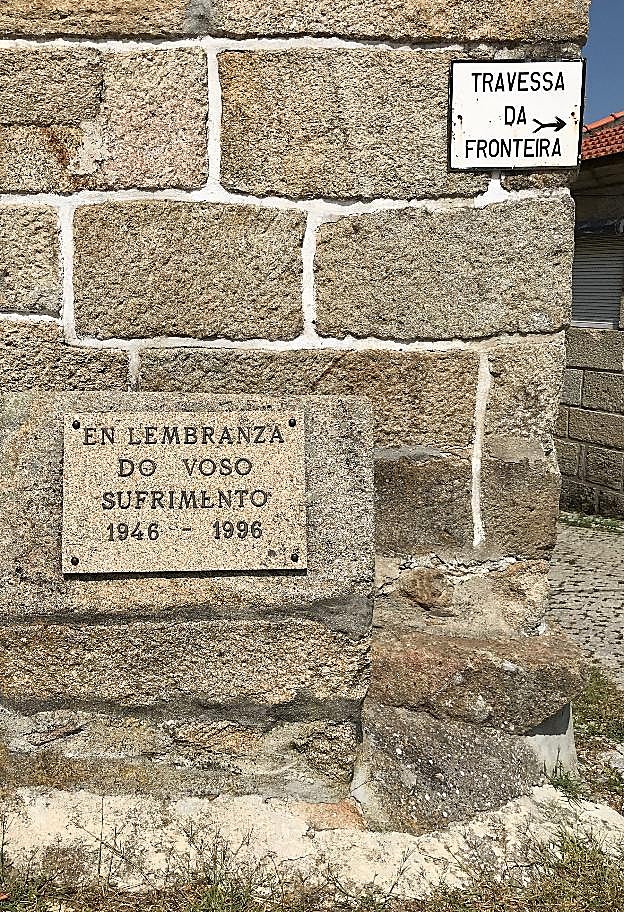 TRAVESSA
DA
FRONTEIRA
EN LEMBRANZA
DO VOSO
SUFRIMENTO
1946 - 1996